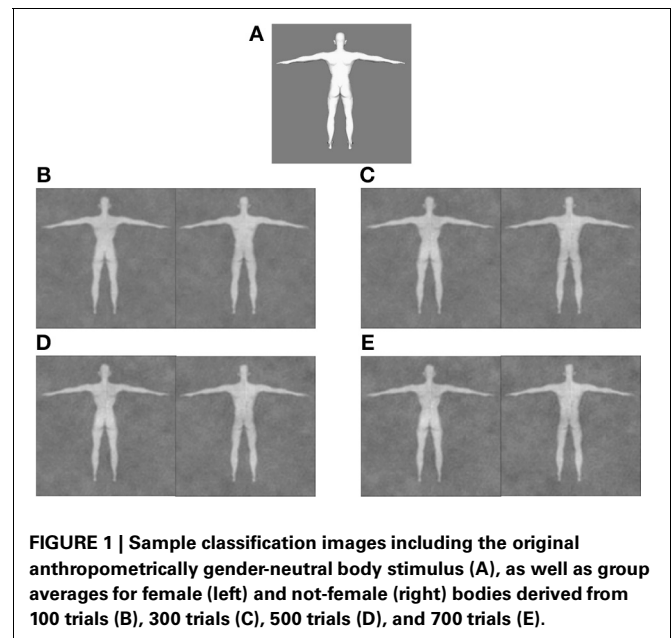 A
B
C
D
E
FIGURE 1 | Sample classification images including the original
anthropometrically gender-neutral body stimulus (A), as well as group
averages for female (left) and not-female (right) bodies derived from
100 trials (B), 300 trials (C), 500 trials (D), and 700 trials (E).